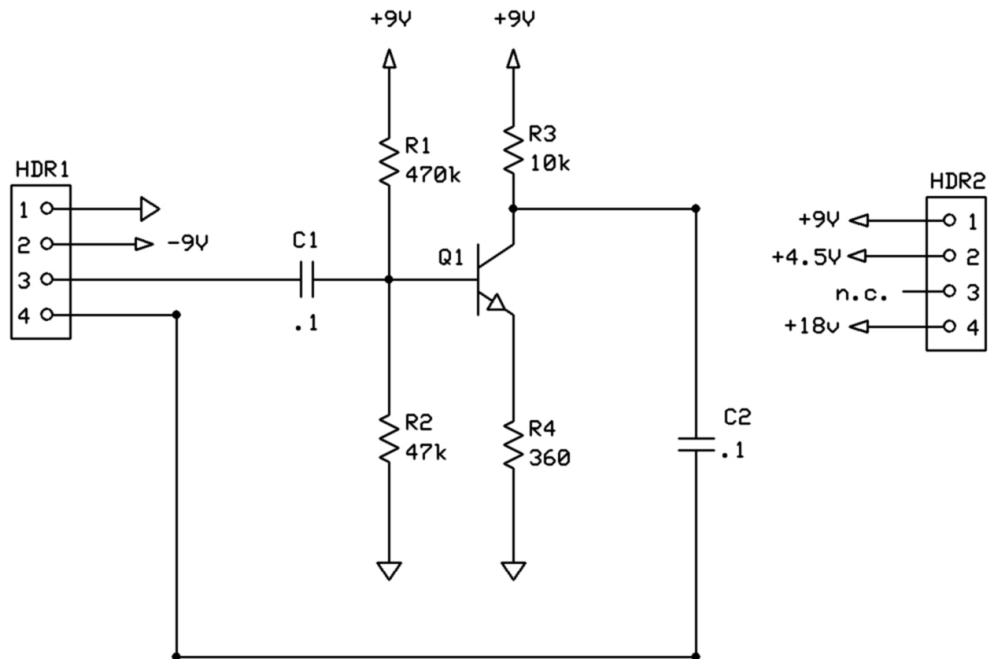 +9V
+9V
R1
470k
R3
10k
HDR1
1
2
3
4
-9V
C1
.1
Q1
HDR2
+9V
1
+4.5V
2
n.c.
3
+18v
4
R2
47k
R4
360
C2
.1